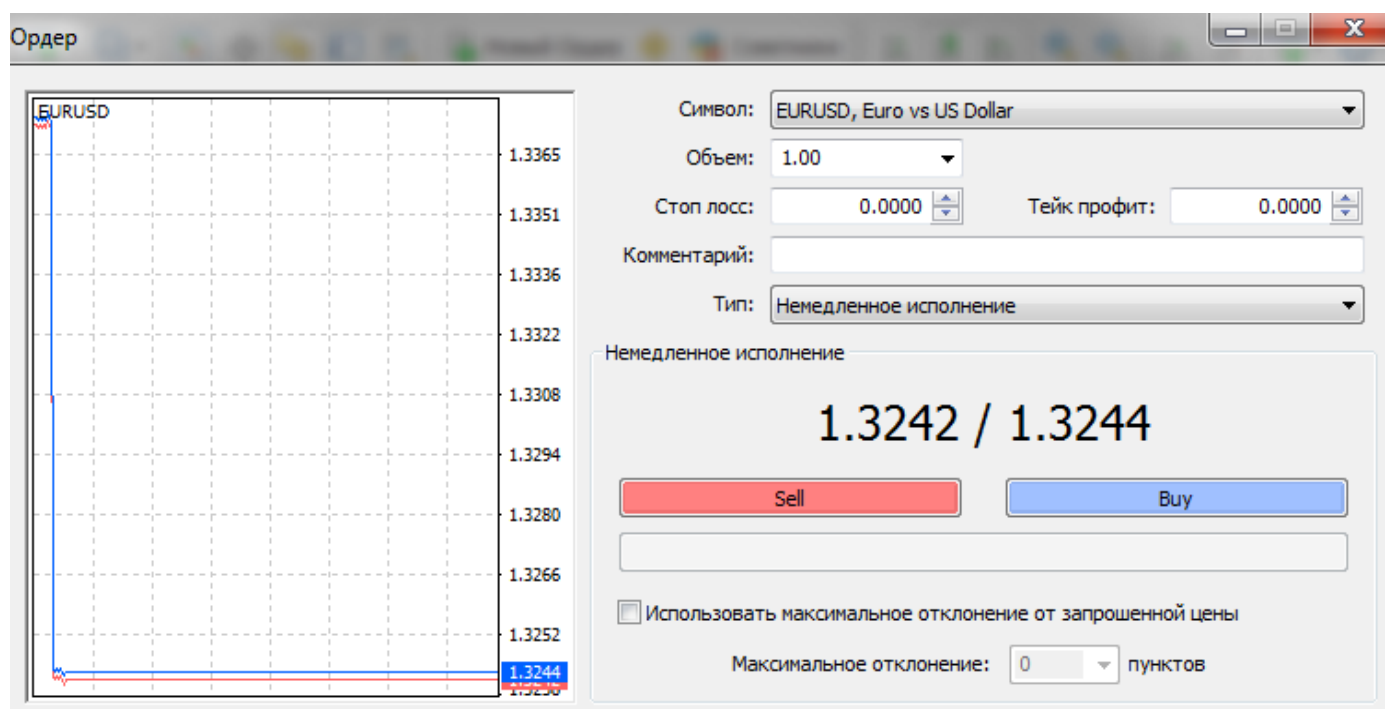 Ордер
EURUSD
1.3365
1.3351
1.3336
1.3322
1.3308
1.3294
1.3280
1.3266
1.3252
1.3244
Символ: EURUSD, Euro vs US Dollar
Объем: 1.00
Стоп лосс: 0.0000 Тейк профит: 0.0000
Комментарий:
Тип: Немедленное исполнение
Немедленное исполнение
1.3242 / 1.3244
Sell Buy
Использовать максимальное отклонение от запрошенной цены
Максимальное отклонение: 0 пунктов